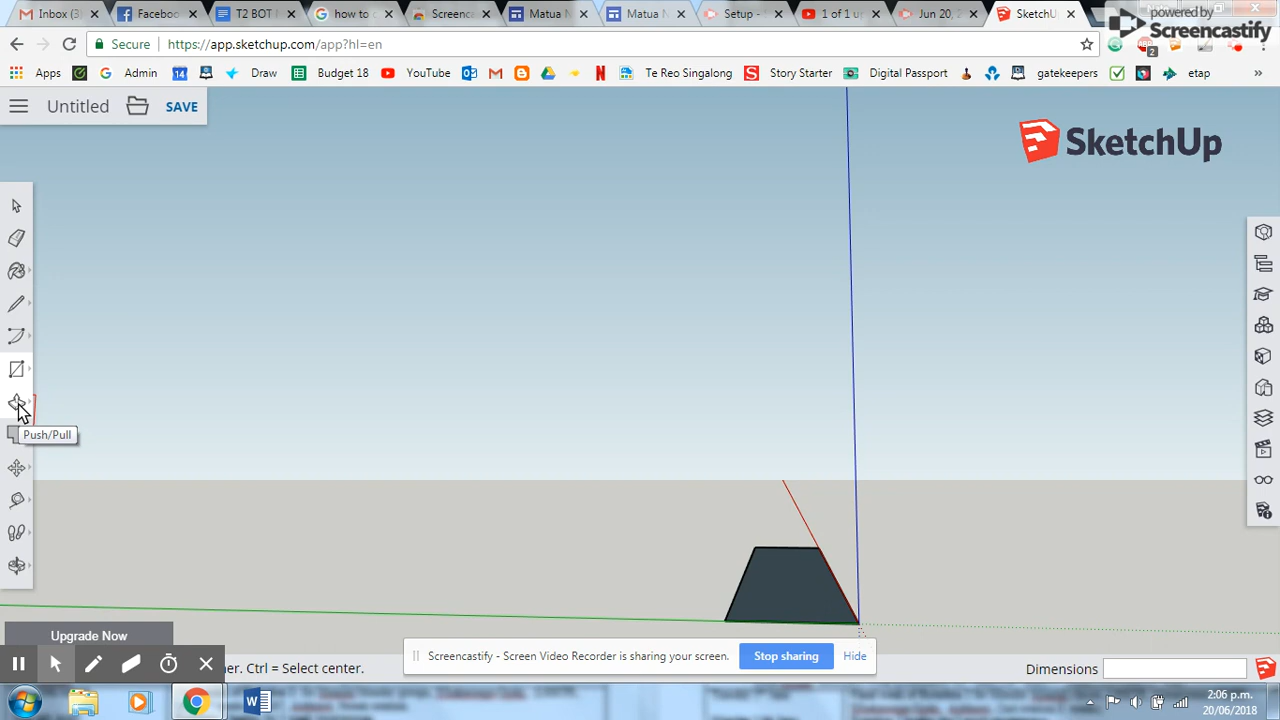 Inbox (3
Faceboo
T2 BOT
how to
Screenc
Matua N
Matua N
Setup -
1 of 1 u
Jun 20,
SketchU
powered by
Screencastify
Secure
https://app.sketchup.com/app?hl=en
Apps
Admin
14
Draw
Budget 18
YouTube
Te Reo Singalong
Story Starter
Digital Passport
gatekeepers
etap
»
2
Untitled
SAVE
SketchUp
Push/Pull
Upgrade Now
ner. Ctrl = Select center.
Screencastify - Screen Video Recorder is sharing your screen.
Stop sharing
Hide
Dimensions
2:06 p.m.
20/06/2018